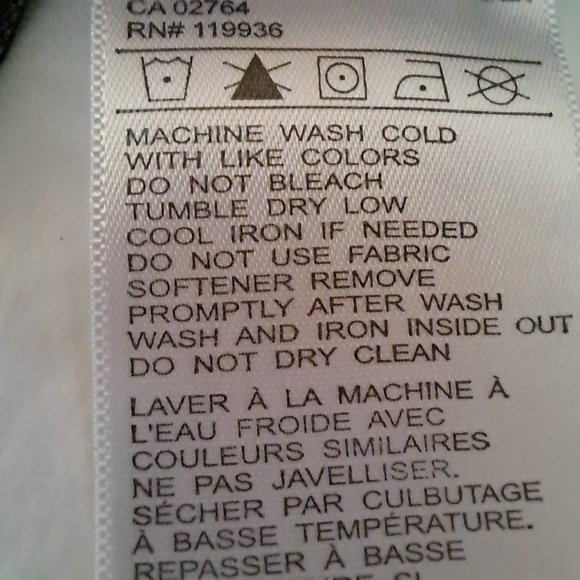 CA 02764
RN# 119936
MACHINE WASH COLD
WITH LIKE COLORS
DO NOT BLEACH
TUMBLE DRY LOW
COOL IRON IF NEEDED
DO NOT USE FABRIC
SOFTENER REMOVE
PROMPTLY AFTER WASH
WASH AND IRON INSIDE OUT
DO NOT DRY CLEAN
LAVER À LA MACHINE À
L'EAU FROIDE AVEC
COULEURS SIMILAIRES
NE PAS JAVELLISER.
SÉCHER PAR CULBUTAGE
À BASSE TEMPÉRATURE.
REPASSER À BASSE